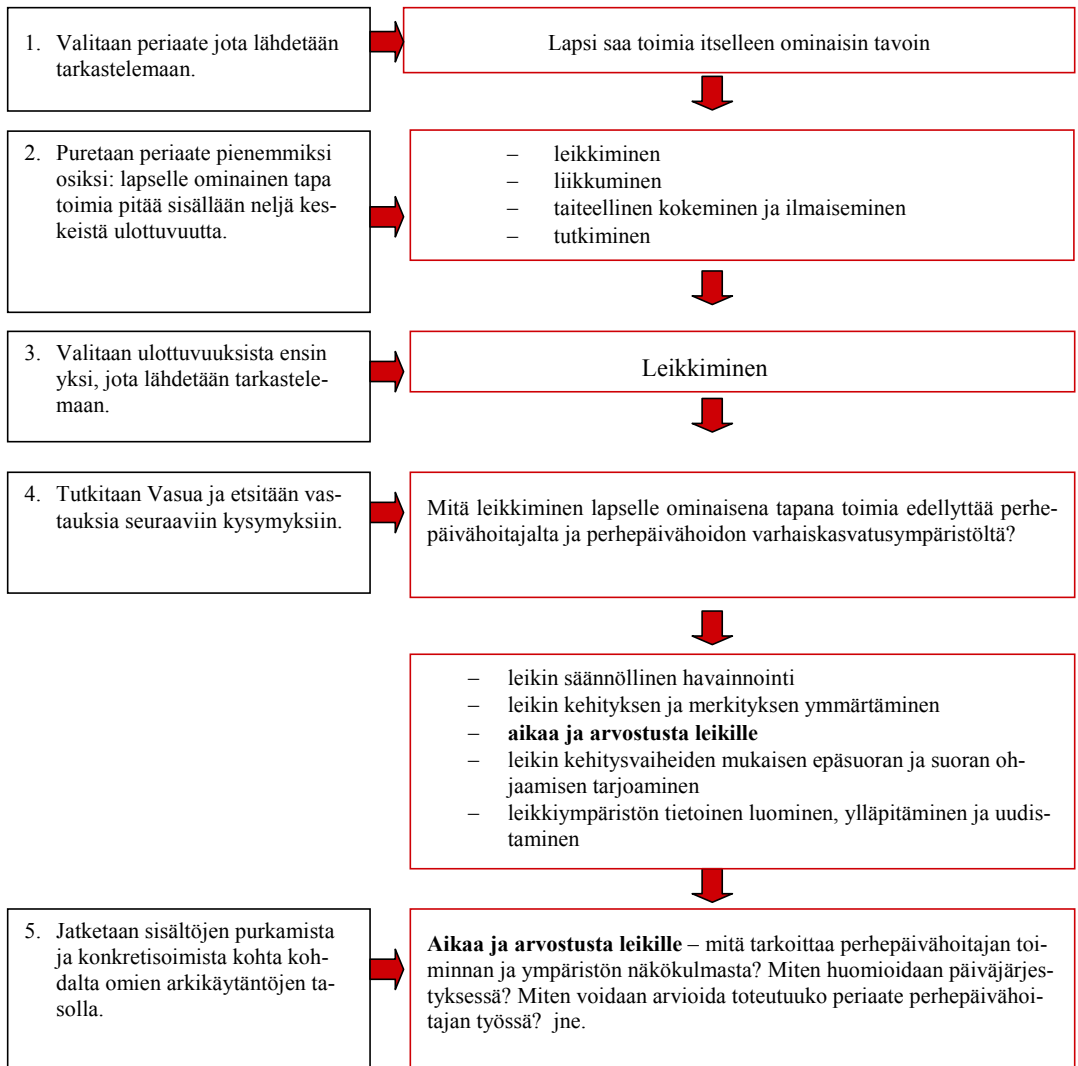 1. Valitaan periaate jota lähdetään
tarkastelemaan.
Lapsi saa toimia itselleen ominaisin tavoin
2. Puretaan periaate pienemmiksi
osiksi: lapselle ominainen tapa
toimia pitää sisällään neljä kes-
keistä ulottuvuutta.
– leikkiminen
– liikkuminen
– taiteellinen kokeminen ja ilmaiseminen
– tutkiminen
3. Valitaan ulottuvuuksista ensin
yksi, jota lähdetään tarkastele-
maan.
Leikkiminen
4. Tutkitaan Vasua ja etsitään vas-
tauksia seuraaviin kysymyksiin.
Mitä leikkiminen lapselle ominaisena tapana toimia edellyttää perhe-
päivähoitajalta ja perhepäivähoidon varhaiskasvatusympäristöltä?
– leikin säännöllinen havainnointi
– leikin kehityksen ja merkityksen ymmärtäminen
– aikaa ja arvostusta leikille
– leikin kehitysvaiheiden mukaisen epäsuoran ja suoran oh-
jaamisen tarjoaminen
– leikkiympäristön tietoinen luominen, ylläpitäminen ja uudis-
taminen
5. Jatketaan sisältöjen purkamista
ja konkretisoimista kohta koh-
dalta omien arkikäytäntöjen ta-
solla.
Aikaa ja arvostusta leikille – mitä tarkoittaa perhepäivähoitajan toi-
minnan ja ympäristön näkökulmasta? Miten huomioidaan päiväjärjes-
tyksessä? Miten voidaan arvioida toteutuuko periaate perhepäivähoi-
tajan työssä? jne.